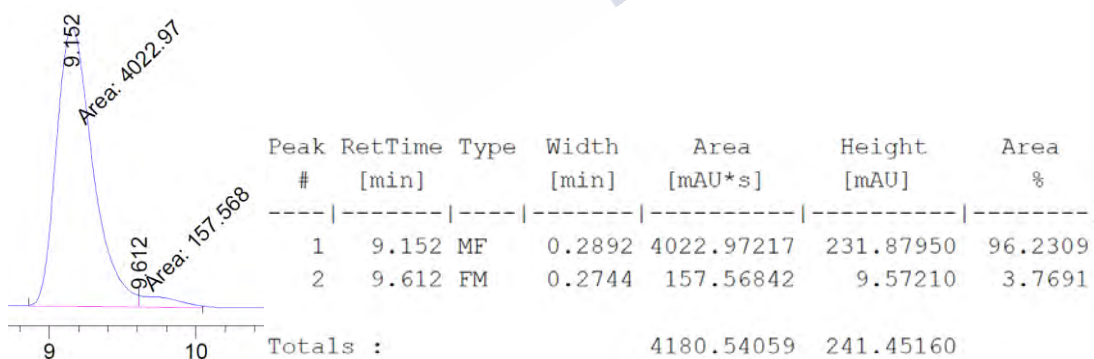 9.152
Area: 4022.97
9.612
Area: 157.568
9 10
Peak RetTime Type Width Area Height Area
# [min] [min] [mAU*s] [mAU] %
----|-------|----|-------|----------|----------|--------|
1 9.152 MF 0.2892 4022.97217 231.87950 96.2309
2 9.612 FM 0.2744 157.56842 9.57210 3.7691
Totals : 4180.54059 241.45160